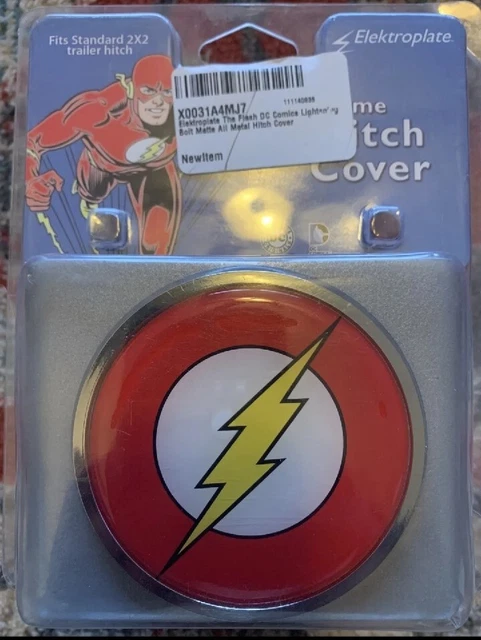 Fits Standard 2X2
trailer hitch
Elektroplate
X0031A4MJ7
Elektroplate The Flash DC Comics Lightning
Bolt Matte All Metal Hitch Cover
NewItem
me
itch
Cover